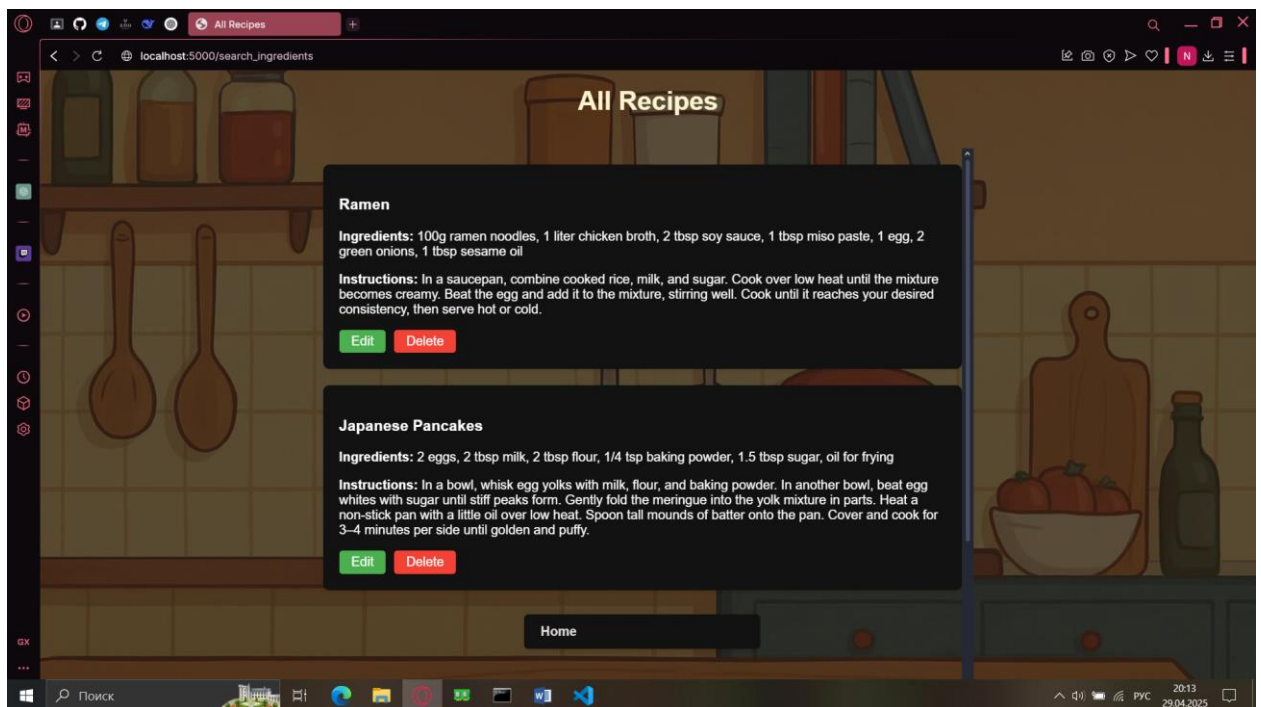 All Recipes
localhost:5000/search_ingredients
N
M
All Recipes
Ramen
Ingredients: 100g ramen noodles, 1 liter chicken broth, 2 tbsp soy sauce, 1 tbsp miso paste, 1 egg, 2
green onions, 1 tbsp sesame oil
Instructions: In a saucepan, combine cooked rice, milk, and sugar. Cook over low heat until the mixture
becomes creamy. Beat the egg and add it to the mixture, stirring well. Cook until it reaches your desired
consistency, then serve hot or cold.
Edit Delete
Japanese Pancakes
Ingredients: 2 eggs, 2 tbsp milk, 2 tbsp flour, 1/4 tsp baking powder, 1.5 tbsp sugar, oil for frying
Instructions: In a bowl, whisk egg yolks with milk, flour, and baking powder. In another bowl, beat egg
whites with sugar until stiff peaks form. Gently fold the meringue into the yolk mixture in parts. Heat a
non-stick pan with a little oil over low heat. Spoon tall mounds of batter onto the pan. Cover and cook for
3–4 minutes per side until golden and puffy.
Edit Delete
Home
GX
Поиск
РУС
20:13
29.04.2025